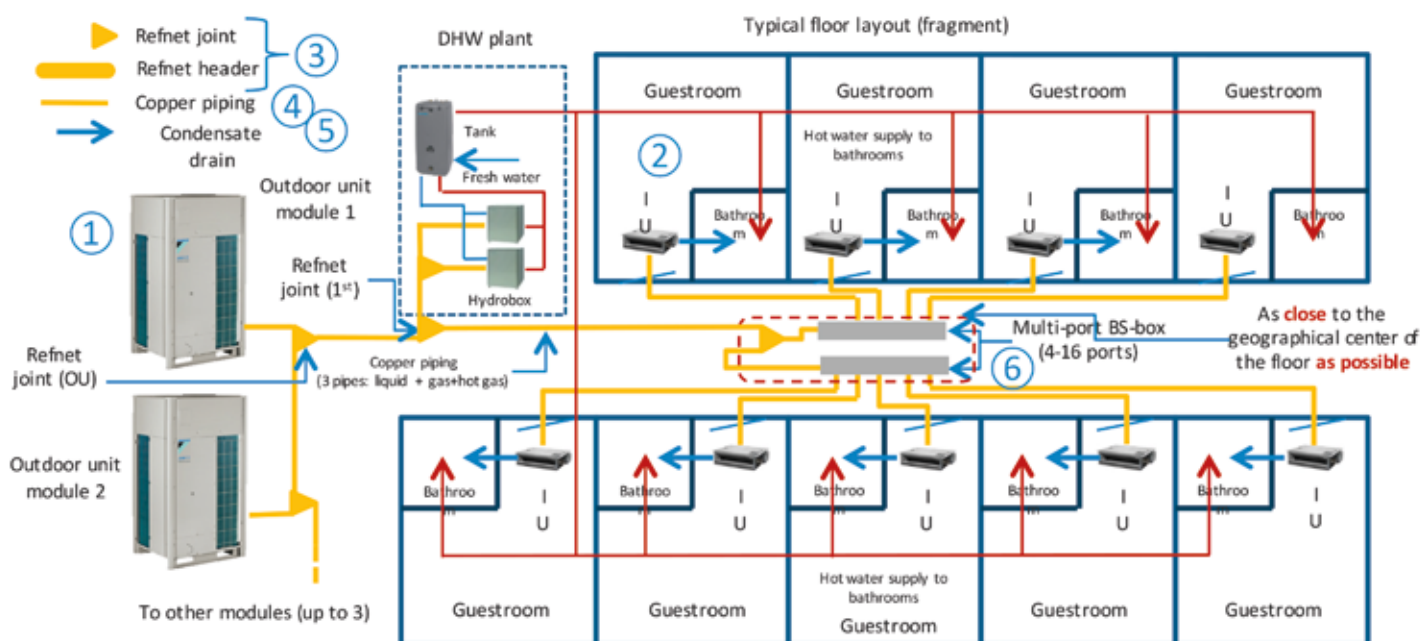 Refnet joint
Refnet header
③
Copper piping
④
⑤
Condensate
drain
DHW plant
Tank
Fresh water
Hydrobox
Typical floor layout (fragment)
Guestroom
Guestroom
Guestroom
Guestroom
②
Hot water supply to
bathrooms
I
U
Bathroo
m
I
U
Bathroo
m
I
U
Bathroo
m
I
U
Bathroo
m
①
Outdoor unit
module 1
Refnet
joint (1st)
Refnet
joint (OU)
Copper piping
(3 pipes: liquid + gas+hot gas)
Multi-port BS-box
(4-16 ports)
⑥
As close to the
geographical center of
the floor as possible
Outdoor unit
module 2
To other modules (up to 3)
Bathroo
m
I
U
Bathroo
m
I
U
Bathroo
m
I
U
Bathroo
m
I
U
Bathroo
m
I
U
Hot water supply to
bathrooms
Guestroom
Guestroom
Guestroom
Guestroom
Guestroom